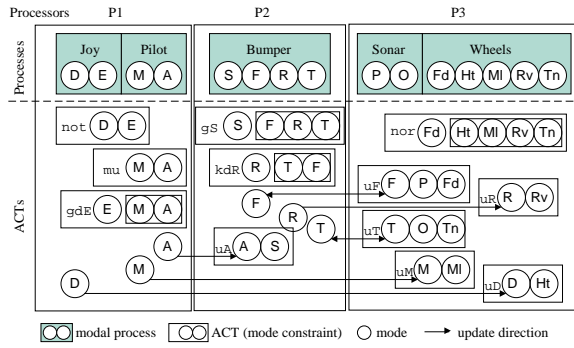 Processors P1 P2 P3
Processes
Joy Pilot Bumper Sonar Wheels
D E M A S F R T P O Fd Ht Ml Rv Tn
ACTs
not D E gS S F R T nor Fd Ht Ml Rv Tn
mu M A kdR R T F
gdE E M A F uF F P Fd uR R Rv
R
T uT T O Tn
A uA A S
M uM M Ml
D uD D Ht
modal process ACT (mode constraint) mode update direction